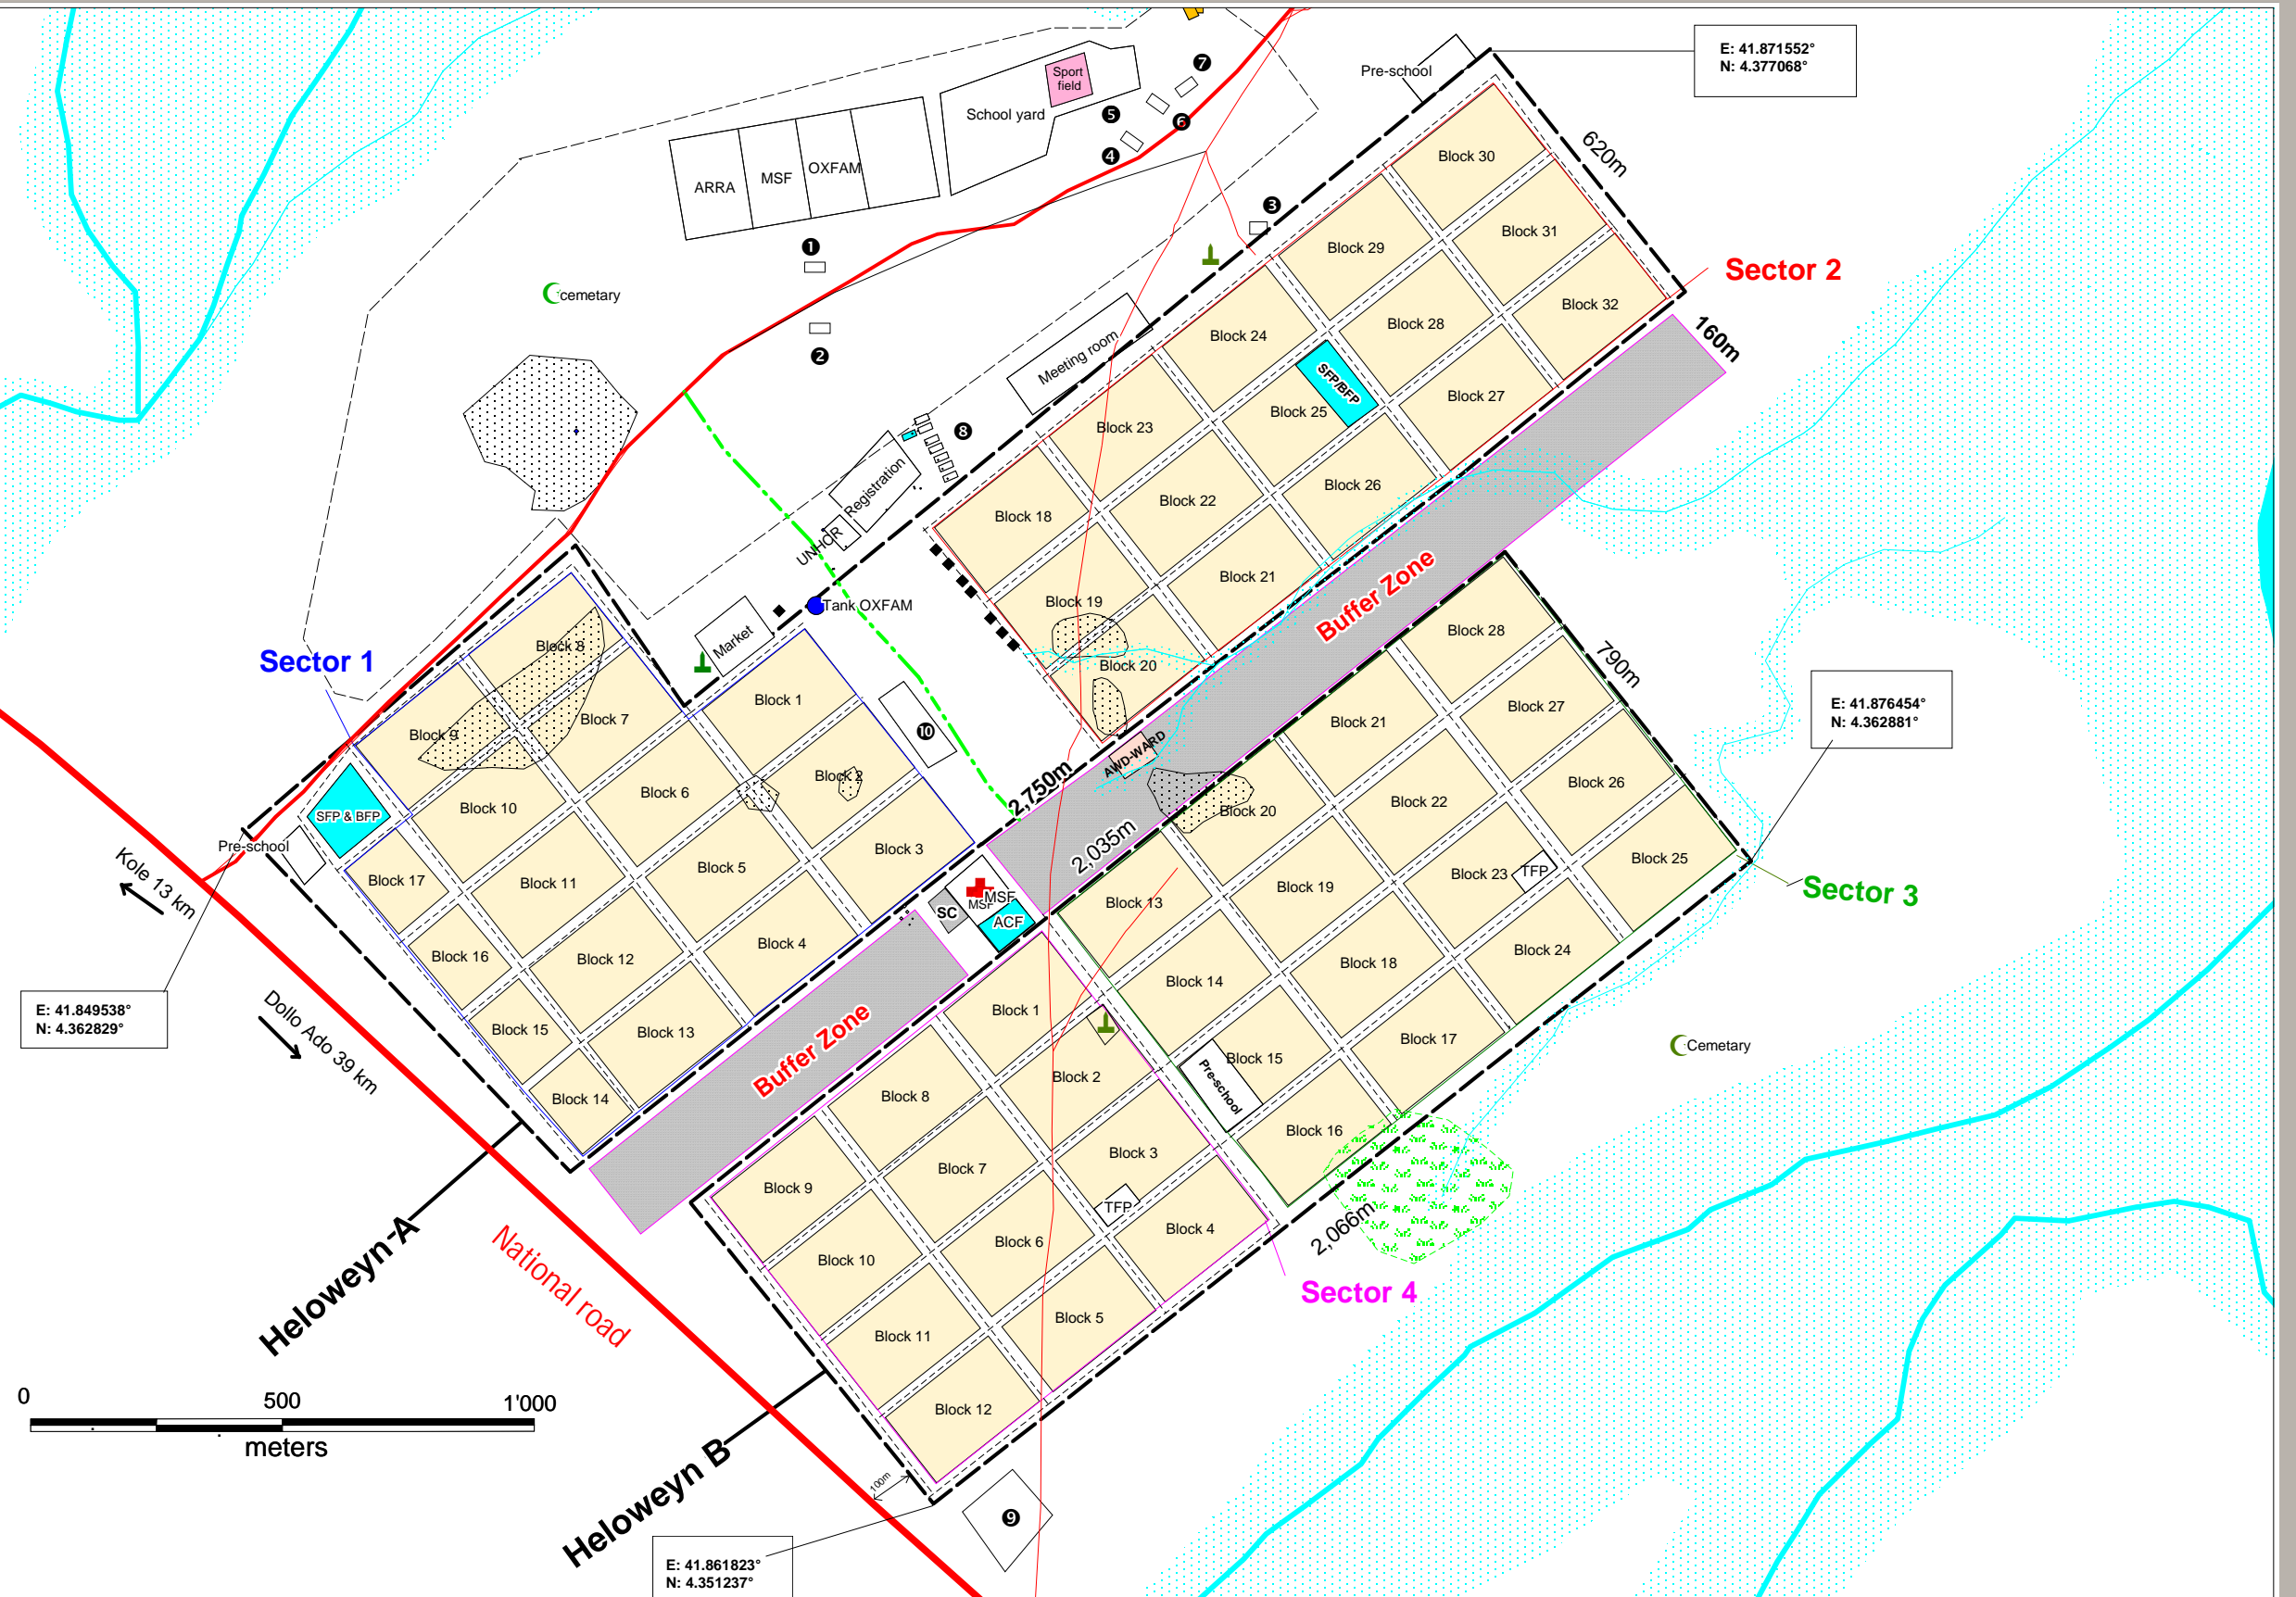 E: 41.871552°
N: 4.377068°
Pre-school
Sport
field
School yard
❼
❺
❻
❹
ARRA
MSF
OXFAM
❶
❷
❸
cemetary
620m
Sector 2
160m
Block 30
Block 31
Block 32
Block 29
Block 28
Block 27
Block 24
Block 25
SFP/BFP
Block 26
Block 23
Block 22
Block 21
Block 18
Block 19
Block 20
Meeting room
❽
Registration
UNHCR
Tank OXFAM
Market
Buffer Zone
AWD-WARD
2,750m
2,035m
Sector 1
Block 8
Block 7
Block 9
Block 10
Block 6
Block 1
Block 2
Block 3
Block 5
Block 4
Block 11
Block 12
Block 13
Block 17
Block 16
Block 15
Block 14
SFP & BFP
Pre-school
❿
Kole 13 km
Dollo Ado 39 km
E: 41.849538°
N: 4.362829°
SC
MSF
MSF
ACF
Buffer Zone
790m
E: 41.876454°
N: 4.362881°
Sector 3
Block 28
Block 27
Block 26
Block 25
Block 21
Block 22
Block 23
TFP
Block 24
Block 20
Block 19
Block 18
Block 17
Block 13
Block 14
Block 15
Pre-school
Block 16
Cemetary
2,066m
Sector 4
Block 1
Block 2
Block 3
TFP
Block 4
Block 8
Block 7
Block 6
Block 5
Block 9
Block 10
Block 11
Block 12
Heloweyn-A
National road
Heloweyn B
100m
❾
E: 41.861823°
N: 4.351237°
0 500 1'000
meters